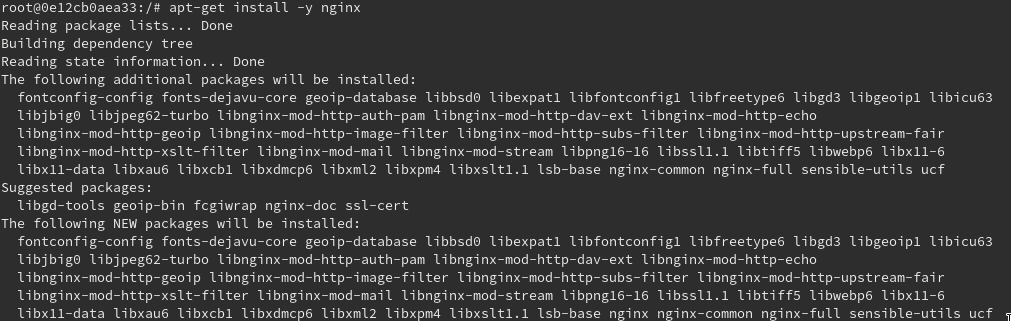 root@0e12cb0aea33:/# apt-get install -y nginx
Reading package lists... Done
Building dependency tree
Reading state information... Done
The following additional packages will be installed:
  fontconfig-config fonts-dejavu-core geoip-database libbsd0 libexpat1 libfontconfig1 libfreetype6 libgd3 libgeoip1 libicu63
  libjbig0 libjpeg62-turbo libnginx-mod-http-auth-pam libnginx-mod-http-dav-ext libnginx-mod-http-echo
  libnginx-mod-http-geoip libnginx-mod-http-image-filter libnginx-mod-http-subs-filter libnginx-mod-http-upstream-fair
  libnginx-mod-http-xslt-filter libnginx-mod-mail libnginx-mod-stream libpng16-16 libssl1.1 libtiff5 libwebp6 libx11-6
  libx11-data libxau6 libxcb1 libxdmcp6 libxml2 libxpm4 libxslt1.1 lsb-base nginx-common nginx-full sensible-utils ucf
Suggested packages:
  libgd-tools geoip-bin fcgiwrap nginx-doc ssl-cert
The following NEW packages will be installed:
  fontconfig-config fonts-dejavu-core geoip-database libbsd0 libexpat1 libfontconfig1 libfreetype6 libgd3 libgeoip1 libicu63
  libjbig0 libjpeg62-turbo libnginx-mod-http-auth-pam libnginx-mod-http-dav-ext libnginx-mod-http-echo
  libnginx-mod-http-geoip libnginx-mod-http-image-filter libnginx-mod-http-subs-filter libnginx-mod-http-upstream-fair
  libnginx-mod-http-xslt-filter libnginx-mod-mail libnginx-mod-stream libpng16-16 libssl1.1 libtiff5 libwebp6 libx11-6
  libx11-data libxau6 libxcb1 libxdmcp6 libxml2 libxpm4 libxslt1.1 lsb-base nginx nginx-common nginx-full sensible-utils ucf